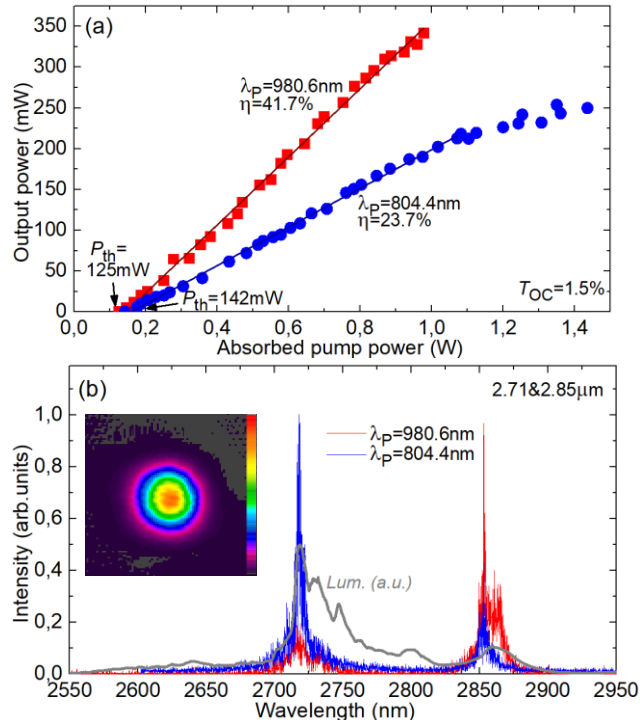 (a)
350
300
250
200
150
100
50
0
Output power (mW)
λP=980.6nm
η=41.7%
λP=804.4nm
η=23.7%
Pth=
125mW
Pth=142mW
TOC=1.5%
0,0 0,2 0,4 0,6 0,8 1,0 1,2 1,4
Absorbed pump power (W)
(b)
2.71&2.85μm
1,0
0,8
0,6
0,4
0,2
0,0
Intensity (arb.units)
λP=980.6nm
λP=804.4nm
Lum. (a.u.)
2550 2600 2650 2700 2750 2800 2850 2900 2950
Wavelength (nm)